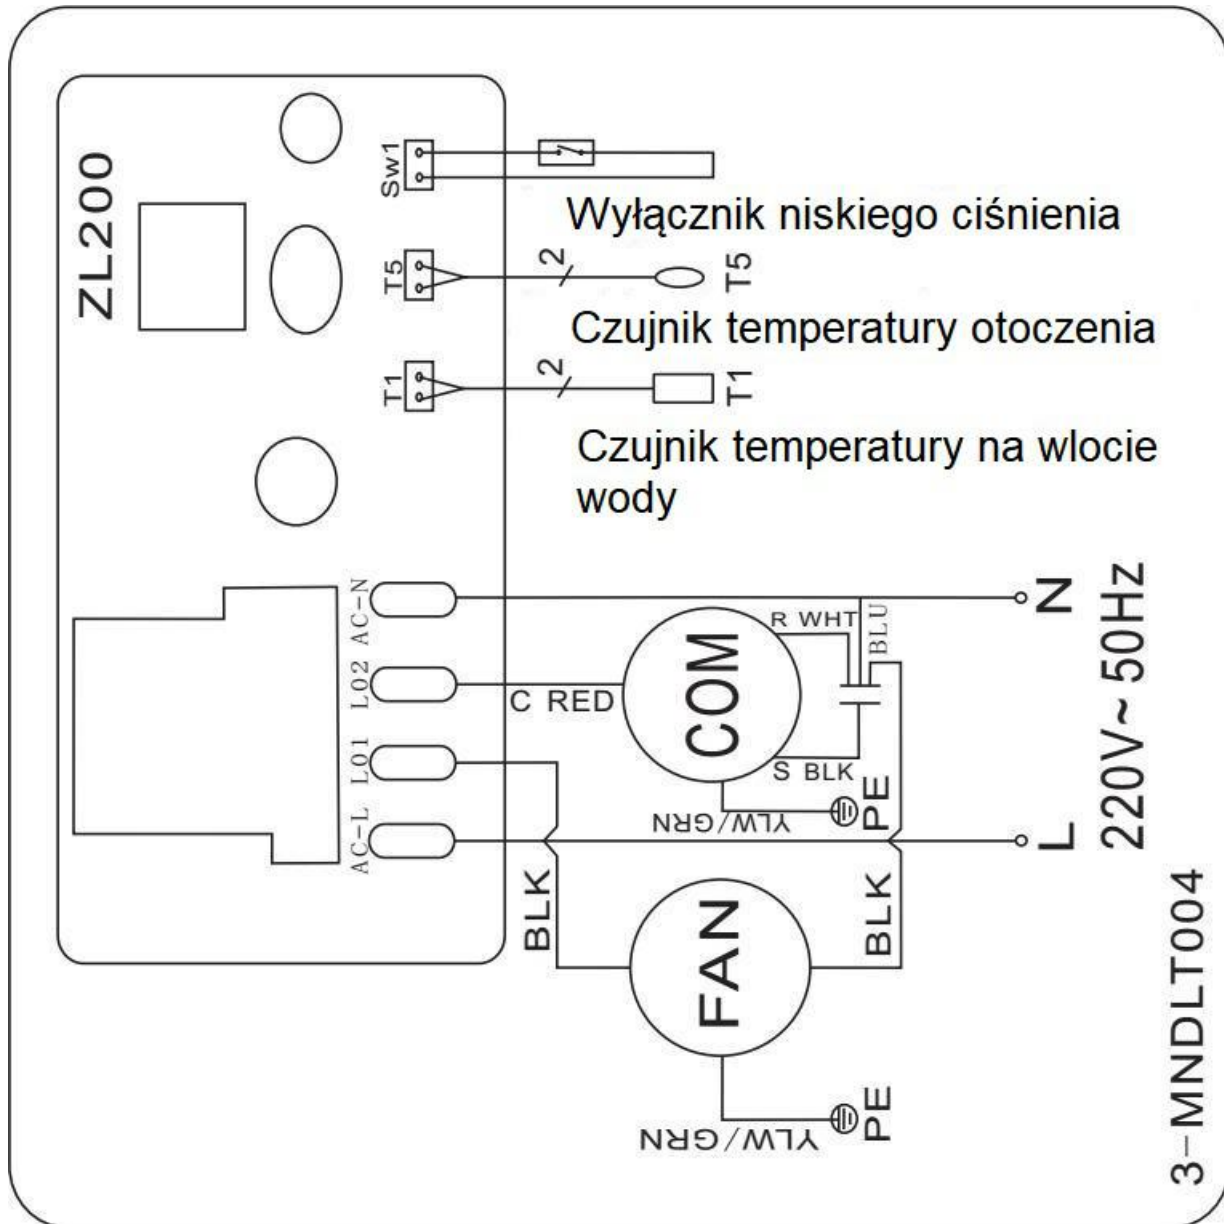 ZL200
Sw1
Wyłącznik niskiego ciśnienia
T5
2
T5
Czujnik temperatury otoczenia
T1
2
T1
Czujnik temperatury na wlocie
wody
AC-N
N
R WHT
BLU
L02
C RED
COM
220V~ 50Hz
L01
S BLK
YLW/GRN
PE
AC-L
L
BLK
FAN
BLK
YLW/GRN
PE
3-MNDLT004